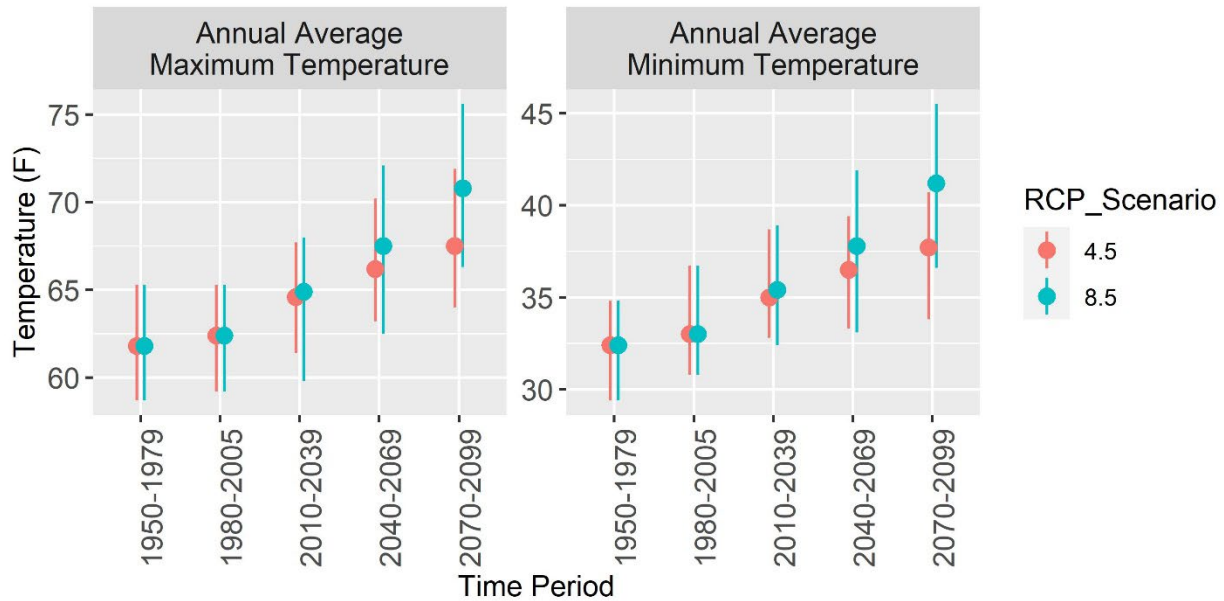 Annual Average
Maximum Temperature
Annual Average
Minimum Temperature
Temperature (F)
75
70
65
60
45
40
35
30
1950-1979
1980-2005
2010-2039
2040-2069
2070-2099
1950-1979
1980-2005
2010-2039
2040-2069
2070-2099
Time Period
RCP_Scenario
4.5
8.5